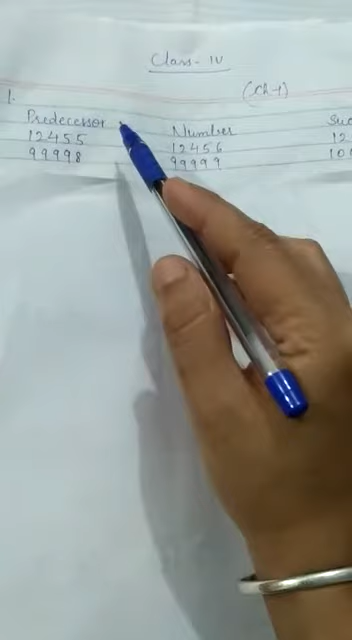 Class - IV
(Ch-1)
1.
Predecessor Number
12455 12456
99998 99999